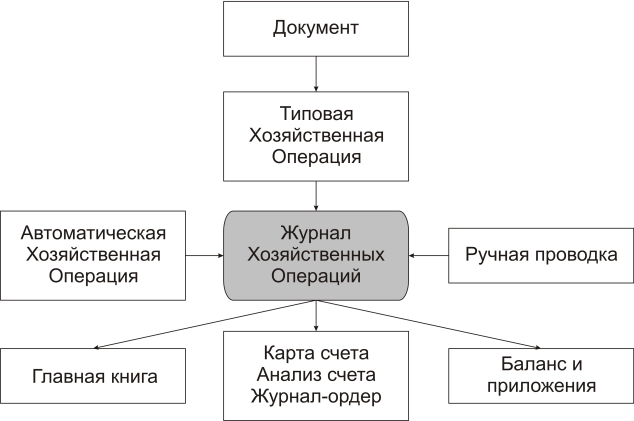 Документ
Типовая
Хозяйственная
Операция
Автоматическая
Хозяйственная
Операция
Журнал
Хозяйственных
Операций
Ручная проводка
Главная книга
Карта счета
Анализ счета
Журнал-ордер
Баланс и
приложения